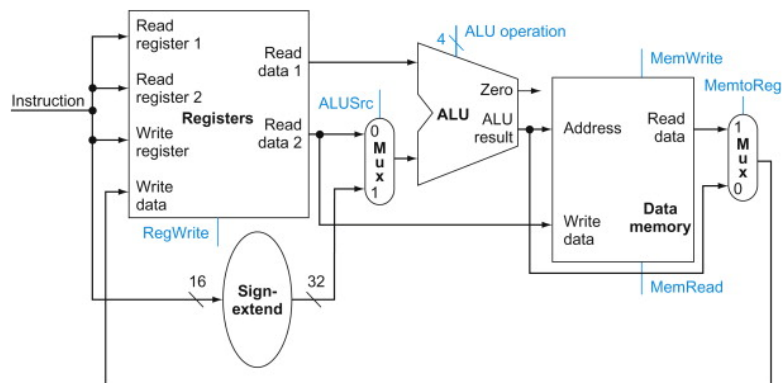 Instruction
Read
register 1
Read
register 2
Write
register
Write
data
Registers
Read
data 1
Read
data 2
RegWrite
16
Sign-
extend
32
ALUSrc
0
Mux
1
4
ALU operation
ALU
Zero
ALU
result
MemWrite
Address
Read
data
Write
data
Data
memory
MemRead
MemtoReg
1
Mux
0